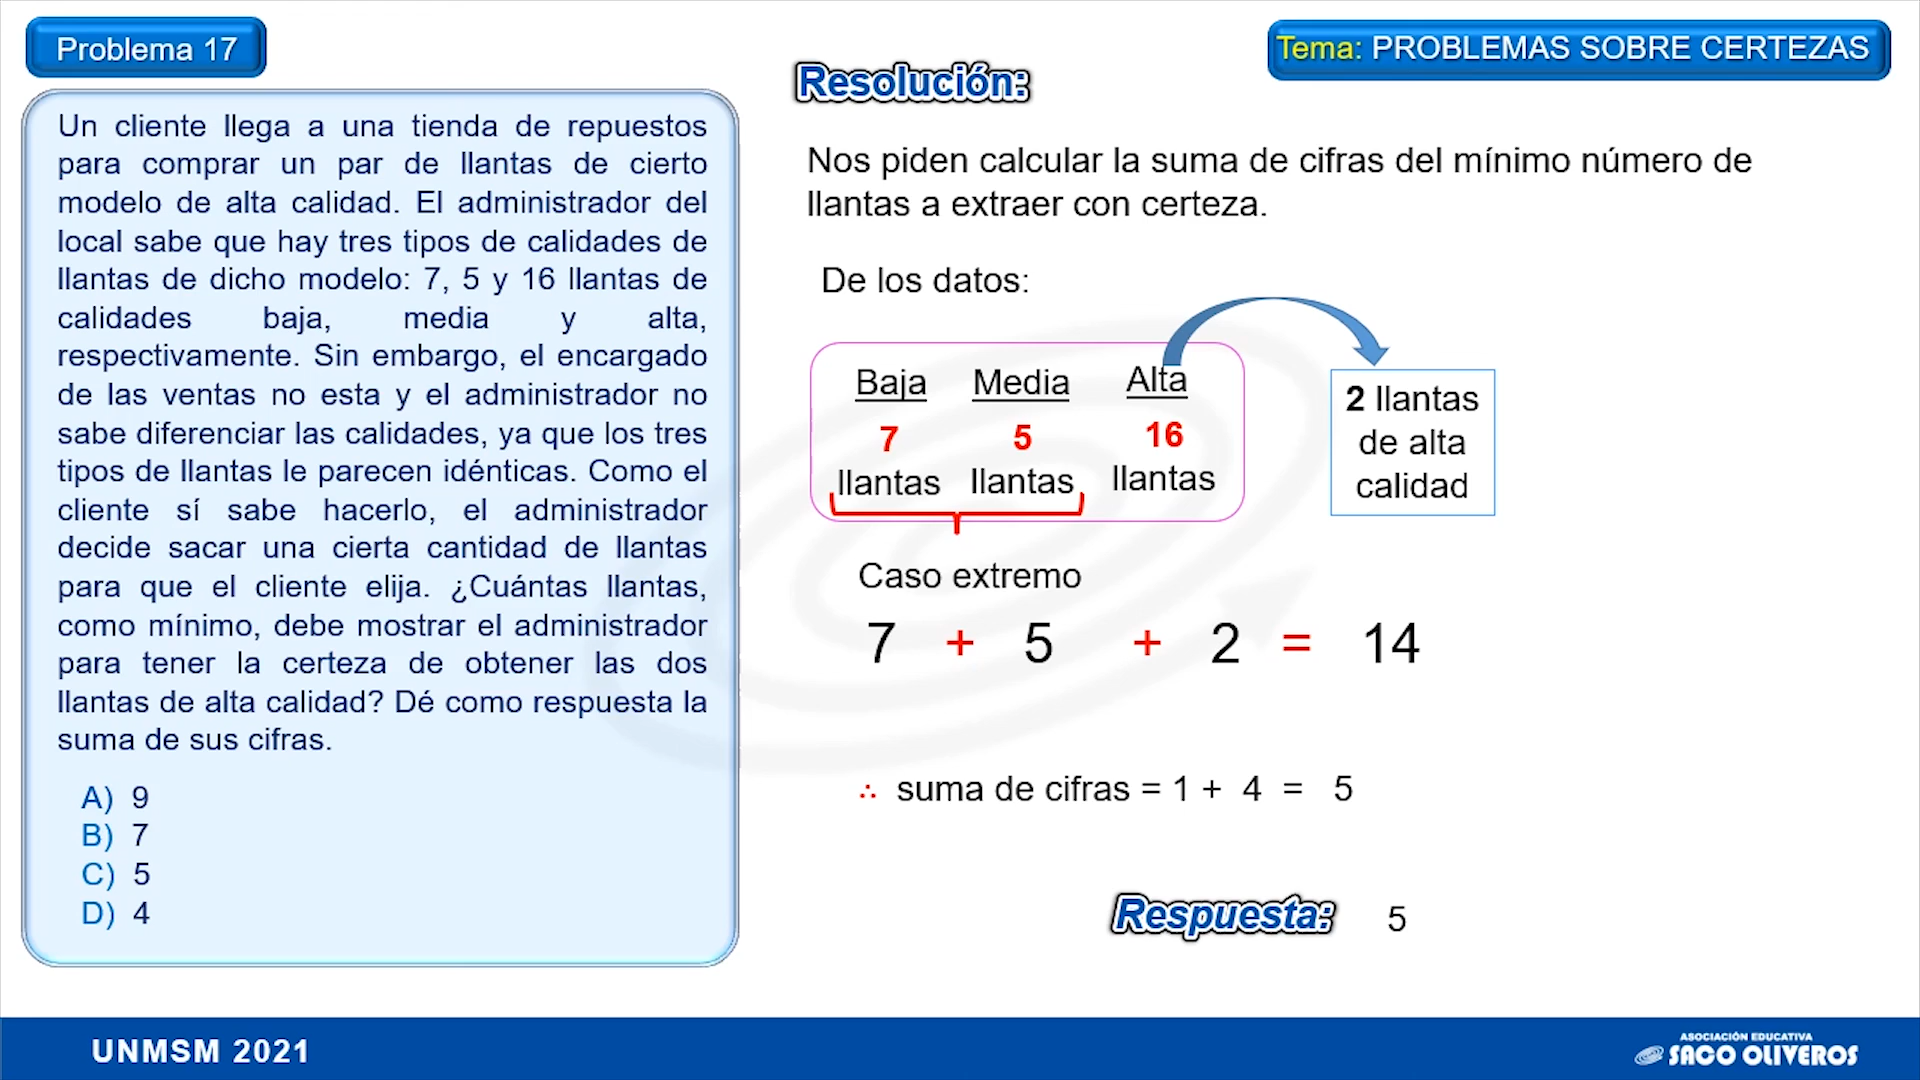 Problema 17
Tema: PROBLEMAS SOBRE CERTEZAS
Un cliente llega a una tienda de repuestos
para comprar un par de llantas de cierto
modelo de alta calidad. El administrador del
local sabe que hay tres tipos de calidades de
llantas de dicho modelo: 7, 5 y 16 llantas de
calidades baja, media y alta,
respectivamente. Sin embargo, el encargado
de las ventas no esta y el administrador no
sabe diferenciar las calidades, ya que los tres
tipos de llantas le parecen idénticas. Como el
cliente sí sabe hacerlo, el administrador
decide sacar una cierta cantidad de llantas
para que el cliente elija. ¿Cuántas llantas,
como mínimo, debe mostrar el administrador
para tener la certeza de obtener las dos
llantas de alta calidad? Dé como respuesta la
suma de sus cifras.
A) 9
B) 7
C) 5
D) 4
Resolución:
Nos piden calcular la suma de cifras del mínimo número de
llantas a extraer con certeza.
De los datos:
Baja Media Alta
7 5 16
llantas llantas llantas
2 llantas
de alta
calidad
Caso extremo
7 + 5 + 2 = 14
∴ suma de cifras = 1 + 4 = 5
Respuesta: 5
UNMSM 2021
ASOCIACIÓN EDUCATIVA
SACO OLIVEROS